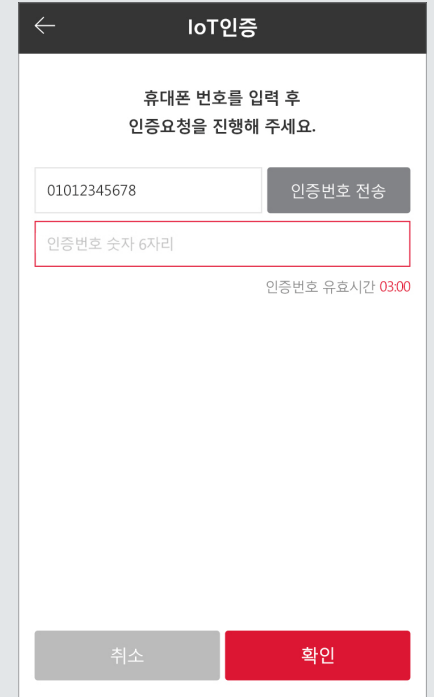 IoT인증
휴대폰 번호를 입력 후
인증요청을 진행해 주세요.
01012345678
인증번호 전송
인증번호 숫자 6자리
인증번호 유효시간 03:00
취소
확인